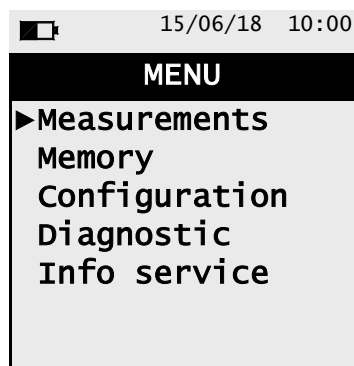 15/06/18 10:00
MENU
►Measurements
Memory
Configuration
Diagnostic
Info service